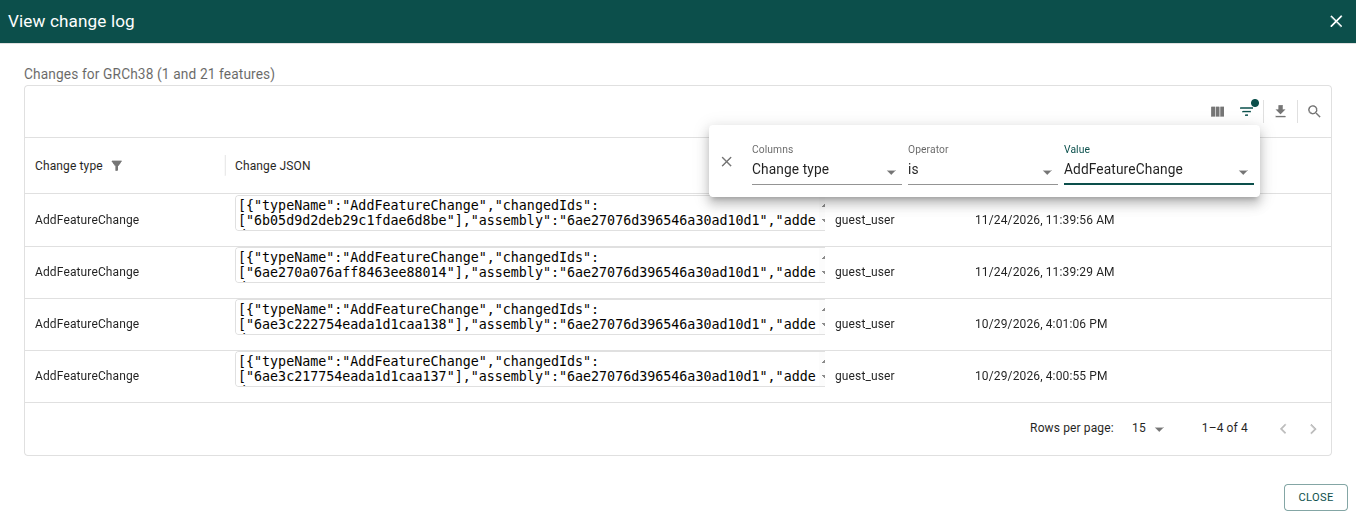 View change log
Changes for GRCh38 (1 and 21 features)
Columns
Operator
Value
Change type
is
AddFeatureChange
Change type
Change JSON
AddFeatureChange
[{"typeName":"AddFeatureChange","changedIds":
["6b05d9d2deb29c1fdae6d8be"],"assembly":"6ae27076d396546a30ad10d1","adde
guest_user
11/24/2026, 11:39:56 AM
AddFeatureChange
[{"typeName":"AddFeatureChange","changedIds":
["6ae270a076aff8463ee88014"],"assembly":"6ae27076d396546a30ad10d1","adde
guest_user
11/24/2026, 11:39:29 AM
AddFeatureChange
[{"typeName":"AddFeatureChange","changedIds":
["6ae3c222754eada1d1caa138"],"assembly":"6ae27076d396546a30ad10d1","adde
guest_user
10/29/2026, 4:01:06 PM
AddFeatureChange
[{"typeName":"AddFeatureChange","changedIds":
["6ae3c217754eada1d1caa137"],"assembly":"6ae27076d396546a30ad10d1","adde
guest_user
10/29/2026, 4:00:55 PM
Rows per page: 15 1–4 of 4
CLOSE